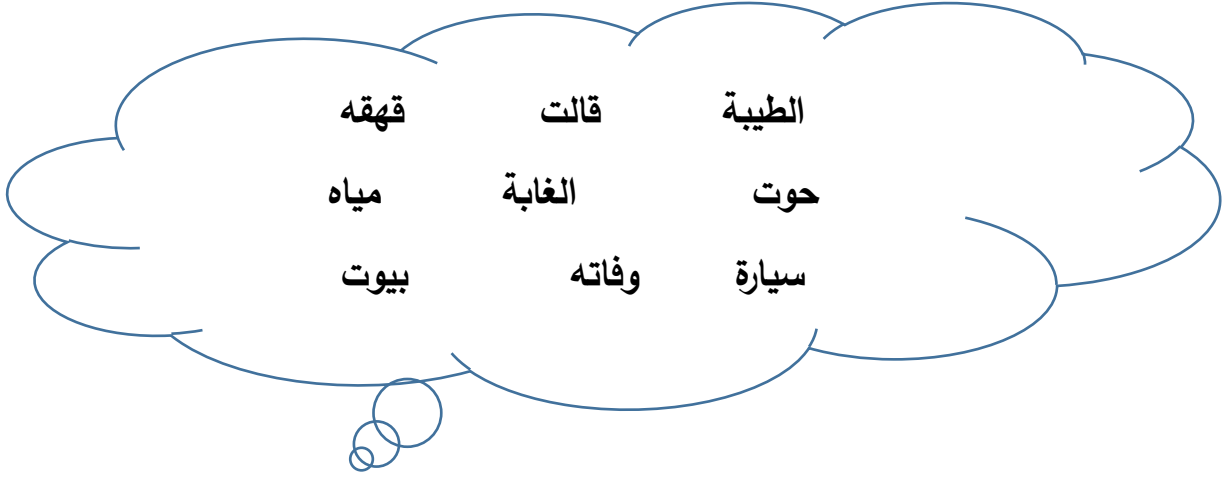 الطيبة قالت قهقه
حوت الغابة مياه
سيارة وفاته بيوت